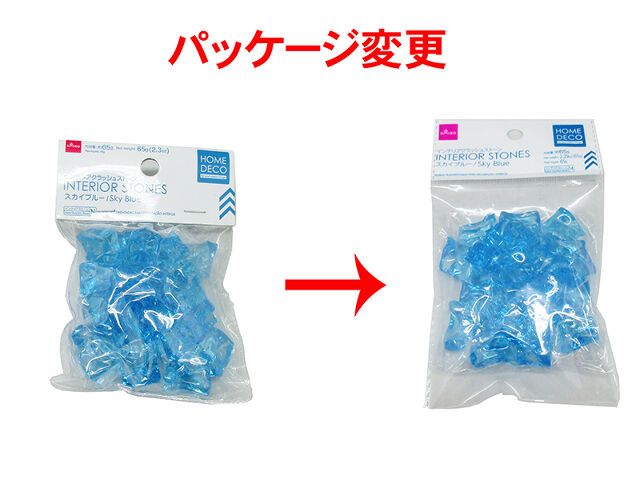 パッケージ変更
内容量:約65g Net Weight 65g(2.3oz)
HOME
DECO
アクラッシュストーン
INTERIOR STONES
スカイブルー/Sky Blue
DAISO
HOME
DECO
インテリアクラッシュストーン
INTERIOR STONES
スカイブルー/Sky Blue
内容量:約65g